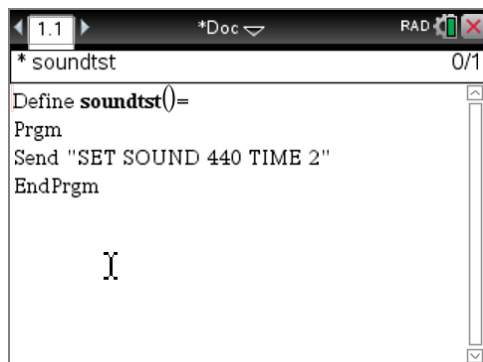 1.1 *Doc RAD
* soundtst 0/1
Define soundtst()=
Prgm
Send "SET SOUND 440 TIME 2"
EndPrgm